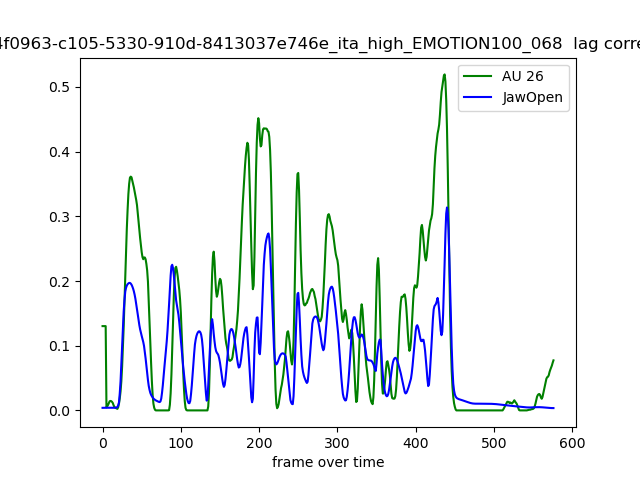 4f0963-c105-5330-910d-8413037e746e_ita_high_EMOTION100_068 lag corre
AU 26
JawOpen
0.5
0.4
0.3
0.2
0.1
0.0
0 100 200 300 400 500 600
frame over time